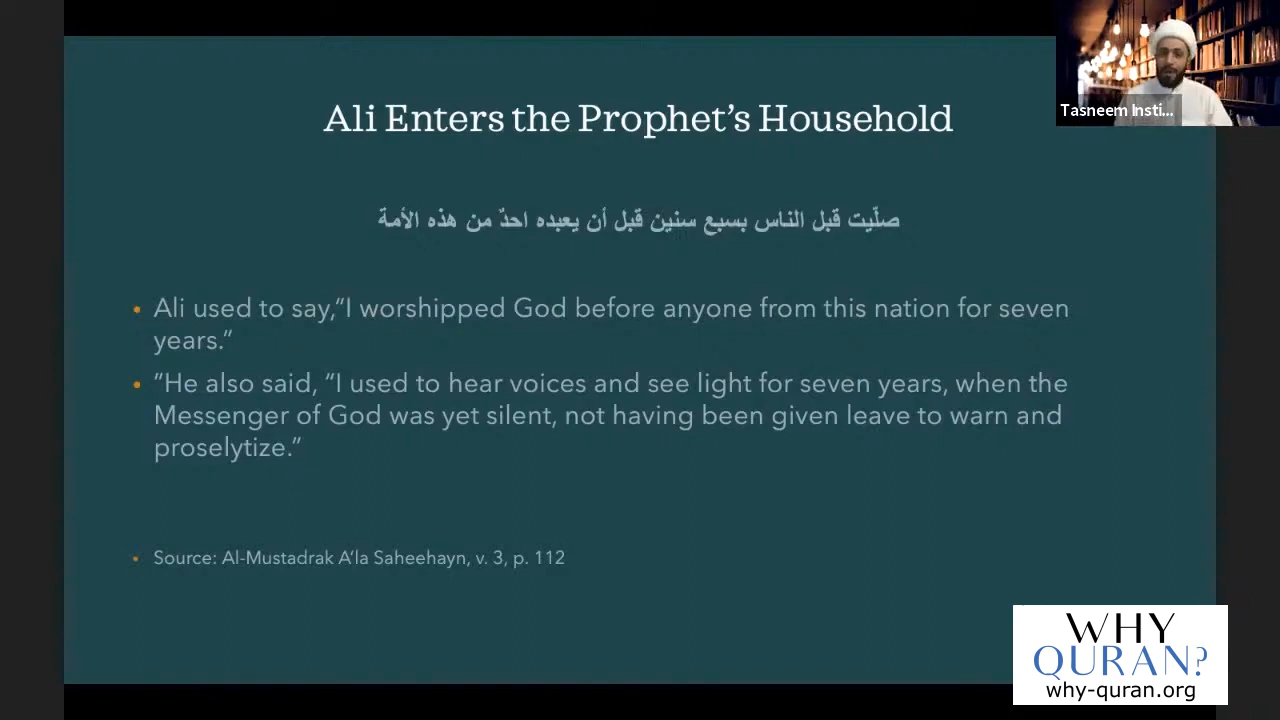 Tasneem Insti...
Ali Enters the Prophet’s Household
صلّيت قبل الناس بسبع سنين قبل أن يعبده احدٌ من هذه الأمة
• Ali used to say,“I worshipped God before anyone from this nation for seven
years.”
• “He also said, “I used to hear voices and see light for seven years, when the
Messenger of God was yet silent, not having been given leave to warn and
proselytize.”
• Source: Al-Mustadrak A‘la Saheehayn, v. 3, p. 112
WHY
QURAN?
why-quran.org